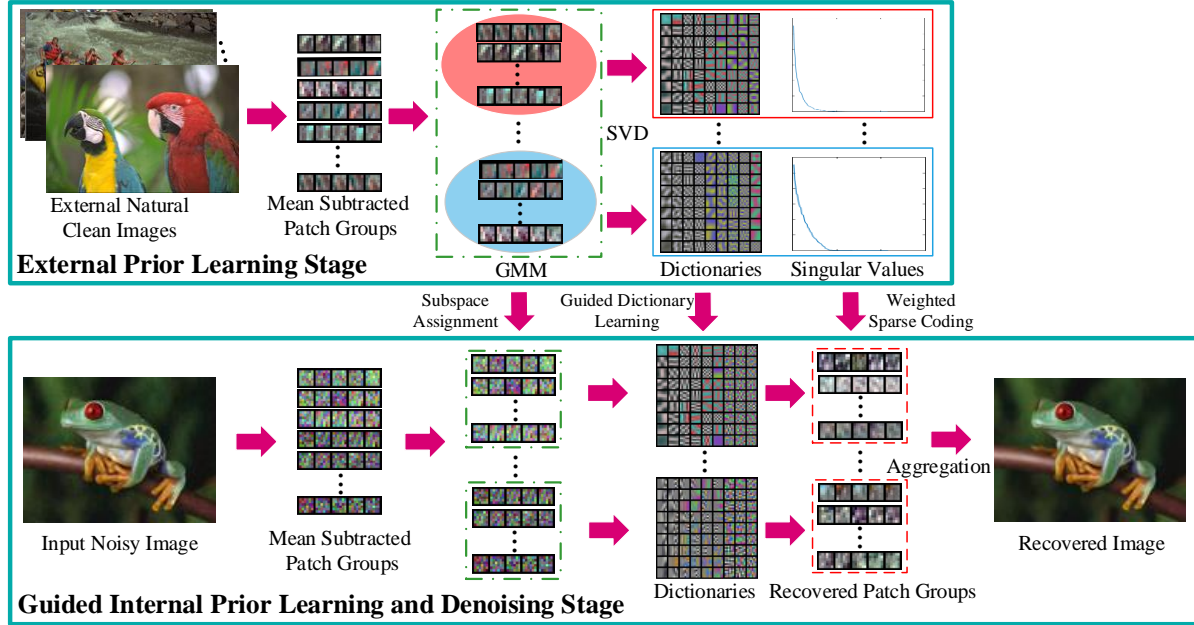 SVD
External Natural
Clean Images
Mean Subtracted
Patch Groups
GMM
Dictionaries
Singular Values
External Prior Learning Stage
Subspace
Assignment
Guided Dictionary
Learning
Weighted
Sparse Coding
Aggregation
Input Noisy Image
Mean Subtracted
Patch Groups
Dictionaries
Recovered Patch Groups
Recovered Image
Guided Internal Prior Learning and Denoising Stage